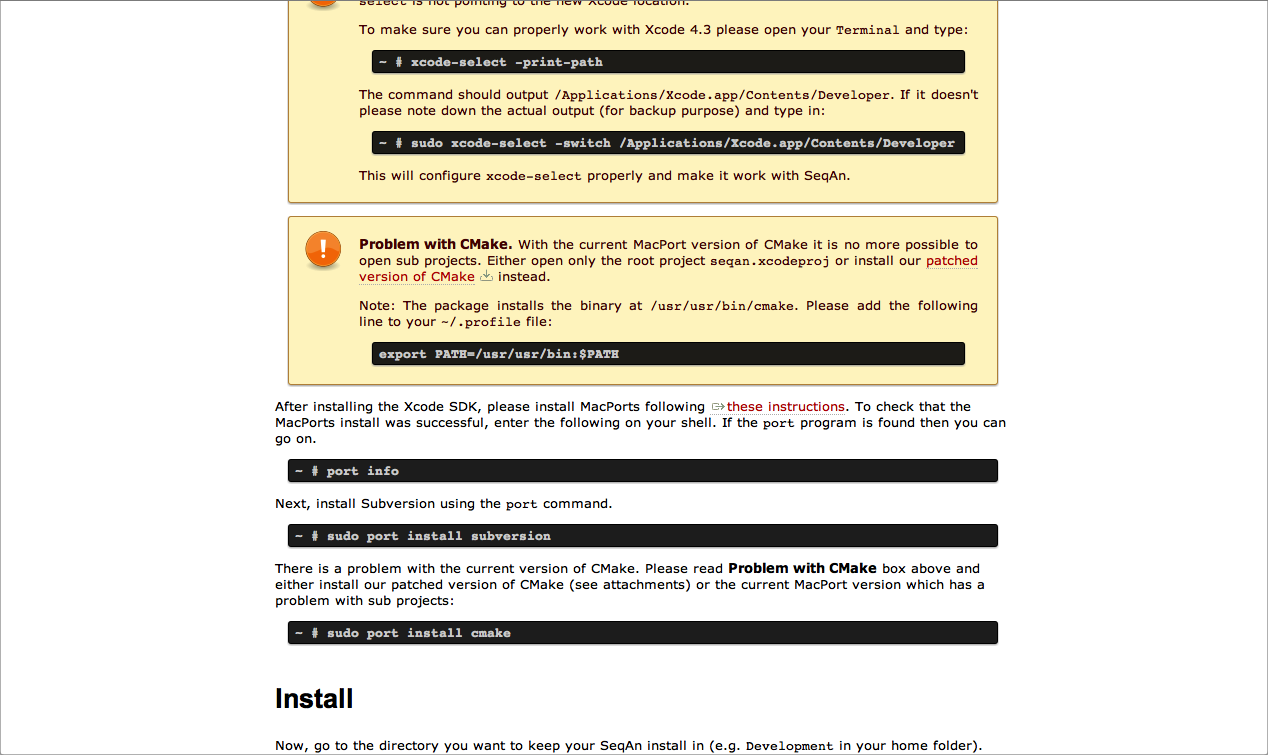 select is not pointing to the new Xcode location.
To make sure you can properly work with Xcode 4.3 please open your Terminal and type:
~ # xcode-select -print-path
The command should output /Applications/Xcode.app/Contents/Developer. If it doesn't
please note down the actual output (for backup purpose) and type in:
~ # sudo xcode-select -switch /Applications/Xcode.app/Contents/Developer
This will configure xcode-select properly and make it work with SeqAn.
Problem with CMake. With the current MacPort version of CMake it is no more possible to
open sub projects. Either open only the root project seqan.xcodeproj or install our patched
version of CMake instead.
Note: The package installs the binary at /usr/usr/bin/cmake. Please add the following
line to your ~/.profile file:
export PATH=/usr/usr/bin:$PATH
After installing the Xcode SDK, please install MacPorts following these instructions. To check that the
MacPorts install was successful, enter the following on your shell. If the port program is found then you can
go on.
~ # port info
Next, install Subversion using the port command.
~ # sudo port install subversion
There is a problem with the current version of CMake. Please read Problem with CMake box above and
either install our patched version of CMake (see attachments) or the current MacPort version which has a
problem with sub projects:
~ # sudo port install cmake
Install
Now, go to the directory you want to keep your SeqAn install in (e.g. Development in your home folder).